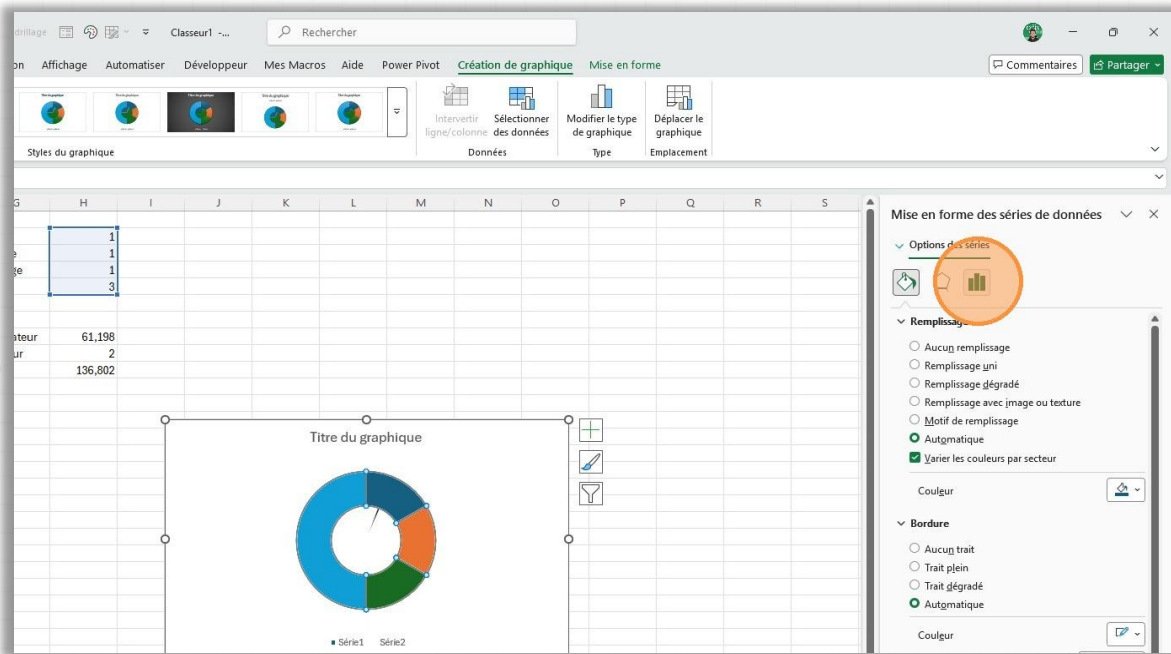 drillage Classeur1 -... Rechercher
on Affichage Automatiser Développeur Mes Macros Aide Power Pivot Création de graphique Mise en forme Commentaires Partager
Intervertir Sélectionner Modifier le type Déplacer le
ligne/colonne des données de graphique graphique
Styles du graphique Données Type Emplacement
G H I J K L M N O P Q R S
Mise en forme des séries de données
1
e 1
ge 1
3
Options des séries
ateur 61,198
ur 2
136,802
Remplissage
Aucun remplissage
Remplissage uni
Remplissage dégradé
Remplissage avec image ou texture
Motif de remplissage
Automatique
Varier les couleurs par secteur
Couleur
Bordure
Aucun trait
Trait plein
Trait dégradé
Automatique
Couleur
Titre du graphique
Série1 Série2